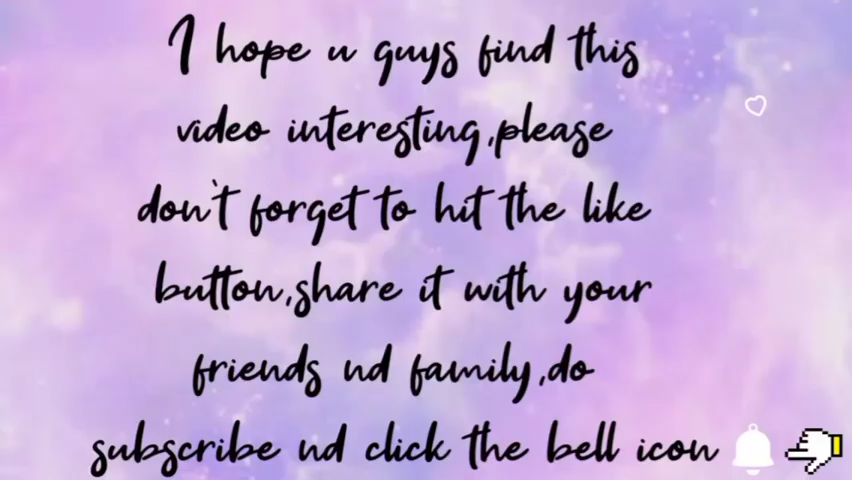 I hope u guys find this
video interesting,please
don't forget to hit the like
button,share it with your
friends nd family,do
subscribe nd click the bell icon